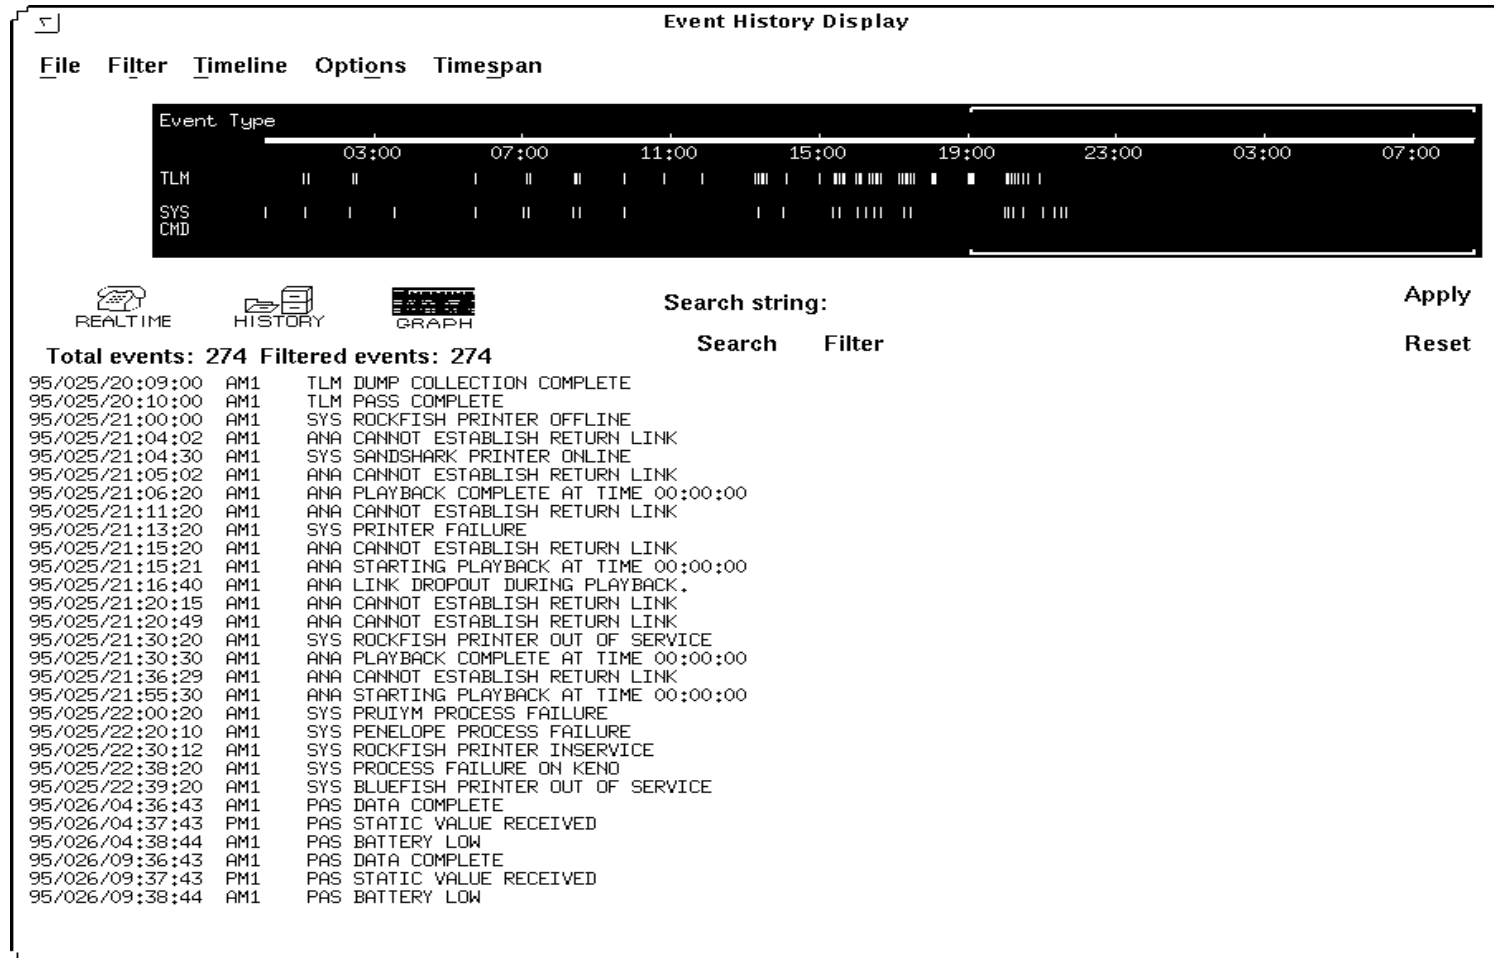 Event History Display
File Filter Timeline Options Timespan
Event Type
03:00 07:00 11:00 15:00 19:00 23:00 03:00 07:00
TLM
SYS
CMD
REALTIME HISTORY GRAPH
Search string:
Apply
Search Filter
Reset
Total events: 274 Filtered events: 274
95/025/20:09:00 AM1 TLM DUMP COLLECTION COMPLETE
95/025/20:10:00 AM1 TLM PASS COMPLETE
95/025/21:00:00 AM1 SYS ROCKFISH PRINTER OFFLINE
95/025/21:04:02 AM1 ANA CANNOT ESTABLISH RETURN LINK
95/025/21:04:30 AM1 SYS SANDSHARK PRINTER ONLINE
95/025/21:05:02 AM1 ANA CANNOT ESTABLISH RETURN LINK
95/025/21:06:20 AM1 ANA PLAYBACK COMPLETE AT TIME 00:00:00
95/025/21:11:20 AM1 ANA CANNOT ESTABLISH RETURN LINK
95/025/21:13:20 AM1 SYS PRINTER FAILURE
95/025/21:15:20 AM1 ANA CANNOT ESTABLISH RETURN LINK
95/025/21:15:21 AM1 ANA STARTING PLAYBACK AT TIME 00:00:00
95/025/21:16:40 AM1 ANA LINK DROPOUT DURING PLAYBACK.
95/025/21:20:15 AM1 ANA CANNOT ESTABLISH RETURN LINK
95/025/21:20:49 AM1 ANA CANNOT ESTABLISH RETURN LINK
95/025/21:30:20 AM1 SYS ROCKFISH PRINTER OUT OF SERVICE
95/025/21:30:30 AM1 ANA PLAYBACK COMPLETE AT TIME 00:00:00
95/025/21:36:29 AM1 ANA CANNOT ESTABLISH RETURN LINK
95/025/21:55:30 AM1 ANA STARTING PLAYBACK AT TIME 00:00:00
95/025/22:00:20 AM1 SYS PRUIYM PROCESS FAILURE
95/025/22:20:10 AM1 SYS PENELOPE PROCESS FAILURE
95/025/22:30:12 AM1 SYS ROCKFISH PRINTER INSERVICE
95/025/22:38:20 AM1 SYS PROCESS FAILURE ON KENO
95/025/22:39:20 AM1 SYS BLUEFISH PRINTER OUT OF SERVICE
95/026/04:36:43 AM1 PAS DATA COMPLETE
95/026/04:37:43 PM1 PAS STATIC VALUE RECEIVED
95/026/04:38:44 AM1 PAS BATTERY LOW
95/026/09:36:43 AM1 PAS DATA COMPLETE
95/026/09:37:43 PM1 PAS STATIC VALUE RECEIVED
95/026/09:38:44 AM1 PAS BATTERY LOW